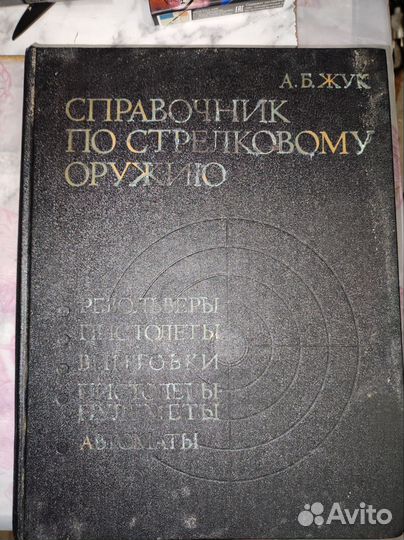 А.Б.ЖУК
СПРАВОЧНИК
ПО СТРЕЛКОВОМУ
ОРУЖИЮ
РЕВОЛЬВЕРЫ
ПИСТОЛЕТЫ
ВИНТОВКИ
ПИСТОЛЕТЫ-
ПУЛЕМЕТЫ
АВТОМАТЫ
Avito